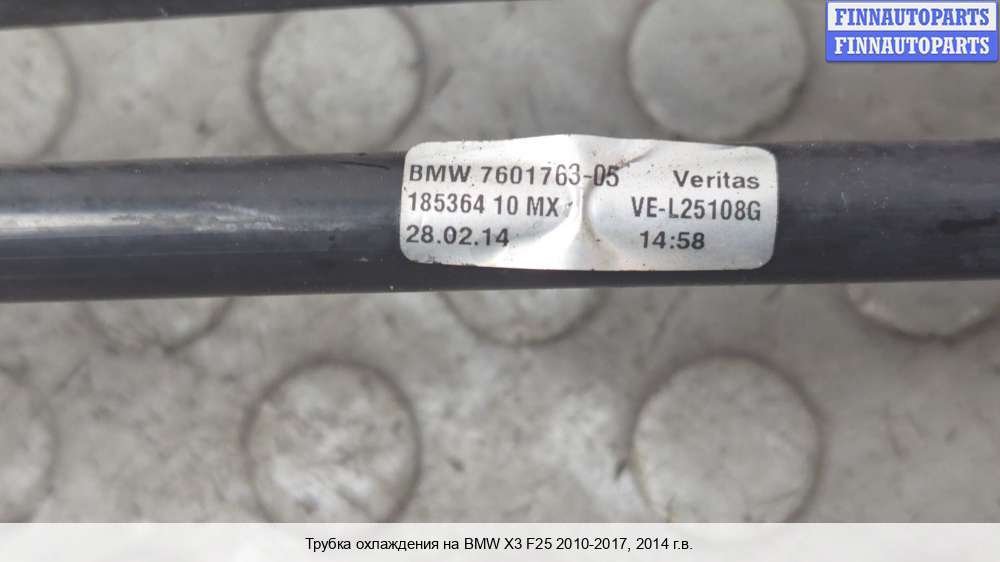 FINNAUTOPARTS
FINNAUTOPARTS
BMW 7601763-05 Veritas
185364 10 MX VE-L25108G
28.02.14 14:58
Трубка охлаждения на BMW X3 F25 2010-2017, 2014 г.в.